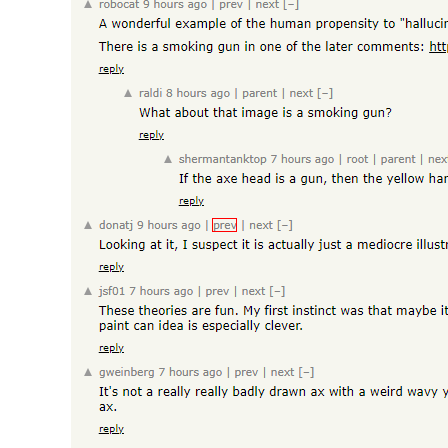 ▲ robocat 9 hours ago | prev | next [–]
A wonderful example of the human propensity to "halluci
There is a smoking gun in one of the later comments: htt
reply
▲ raldi 8 hours ago | parent | next [–]
What about that image is a smoking gun?
reply
▲ shermantanktop 7 hours ago | root | parent | nex
If the axe head is a gun, then the yellow han
reply
▲ donatj 9 hours ago | prev | next [–]
Looking at it, I suspect it is actually just a mediocre illustr
reply
▲ jsf01 7 hours ago | prev | next [–]
These theories are fun. My first instinct was that maybe it
paint can idea is especially clever.
reply
▲ gweinberg 7 hours ago | prev | next [–]
It's not a really really badly drawn ax with a weird wavy y
ax.
reply